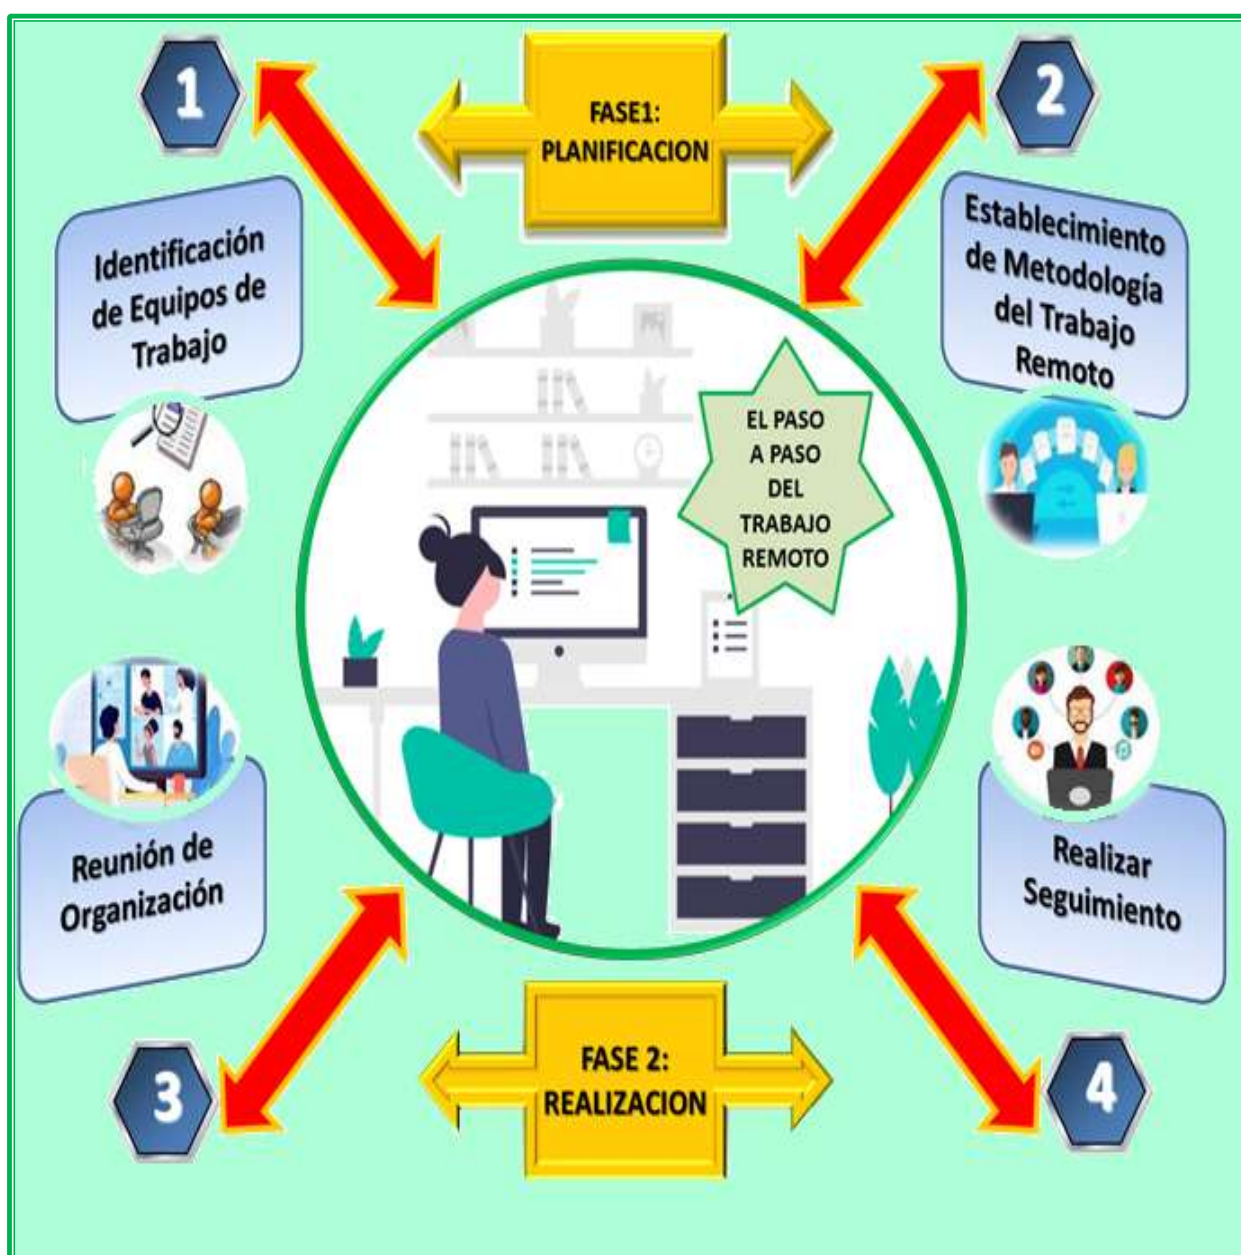 1
FASE1:
PLANIFICACION
2
Identificación
de Equipos de
Trabajo
Establecimiento
de Metodología
del Trabajo
Remoto
EL PASO
A PASO
DEL
TRABAJO
REMOTO
Reunión de
Organización
Realizar
Seguimiento
3
FASE 2:
REALIZACION
4